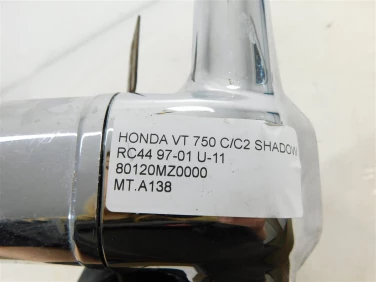 HONDA VT 750 C/C2 SHADOW
RC44 97-01 U-11
80120MZ0000
MT.A138